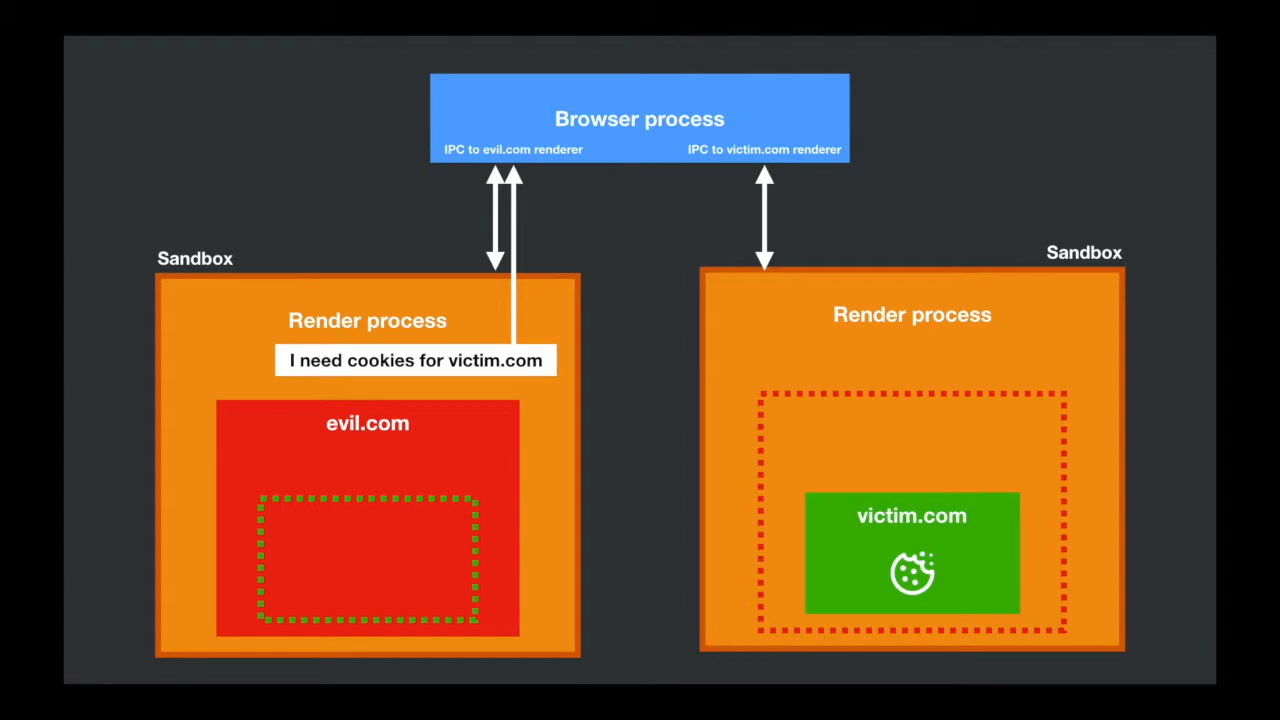 Browser process
IPC to evil.com renderer
IPC to victim.com renderer
Sandbox
Render process
I need cookies for victim.com
evil.com
Sandbox
Render process
victim.com